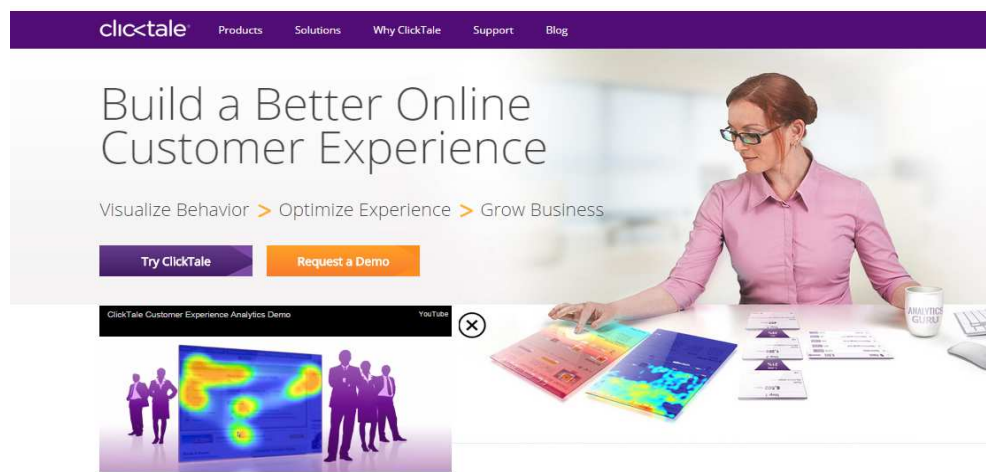 clicktale®
Products
Solutions
Why ClickTale
Support
Blog
Build a Better Online
Customer Experience
Visualize Behavior > Optimize Experience > Grow Business
Try ClickTale
Request a Demo
ClickTale Customer Experience Analytics Demo
YouTube
ANALYTICS
GURU